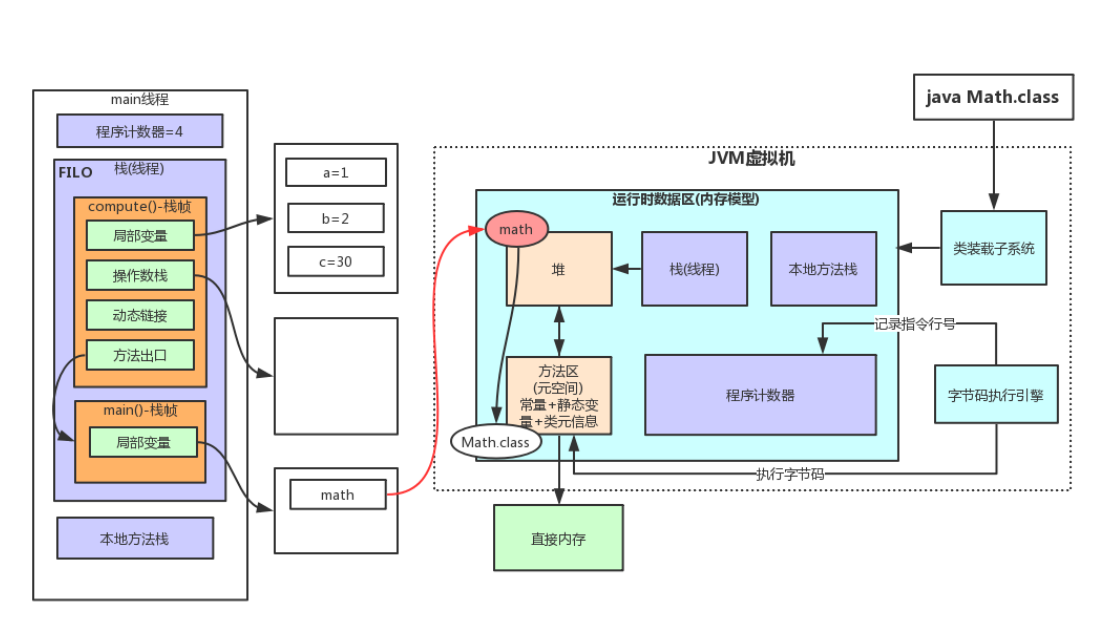 main线程
程序计数器=4
FILO
栈(线程)
compute()-栈帧
局部变量
操作数栈
动态链接
方法出口
main()-栈帧
局部变量
本地方法栈
a=1
b=2
c=30
math
java Math.class
JVM虚拟机
运行时数据区(内存模型)
math
堆
栈(线程)
本地方法栈
类装载子系统
记录指令行号
方法区
(元空间)
常量+静态变
量+类元信息
Math.class
程序计数器
字节码执行引擎
执行字节码
直接内存